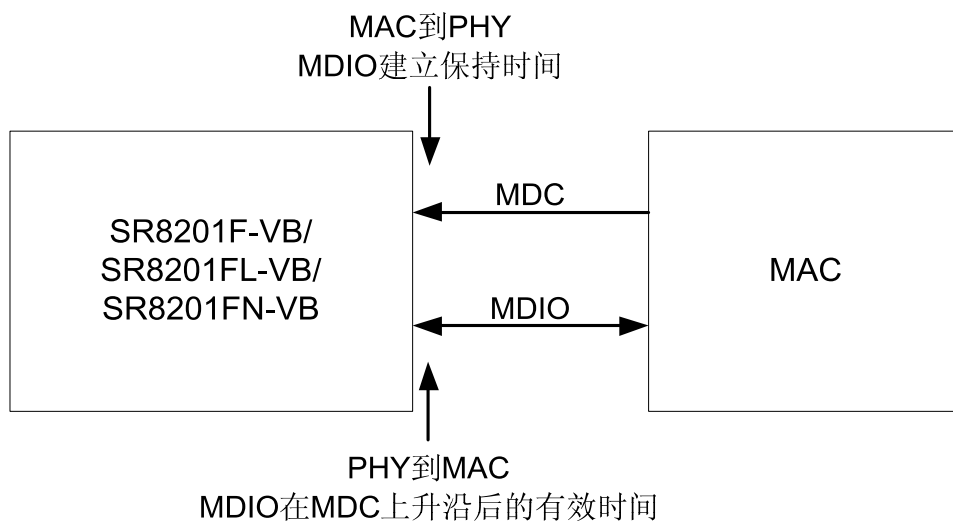 MAC到PHY
MDIO建立保持时间
MDC
SR8201F-VB/
SR8201FL-VB/
SR8201FN-VB
MAC
MDIO
PHY到MAC
MDIO在MDC上升沿后的有效时间